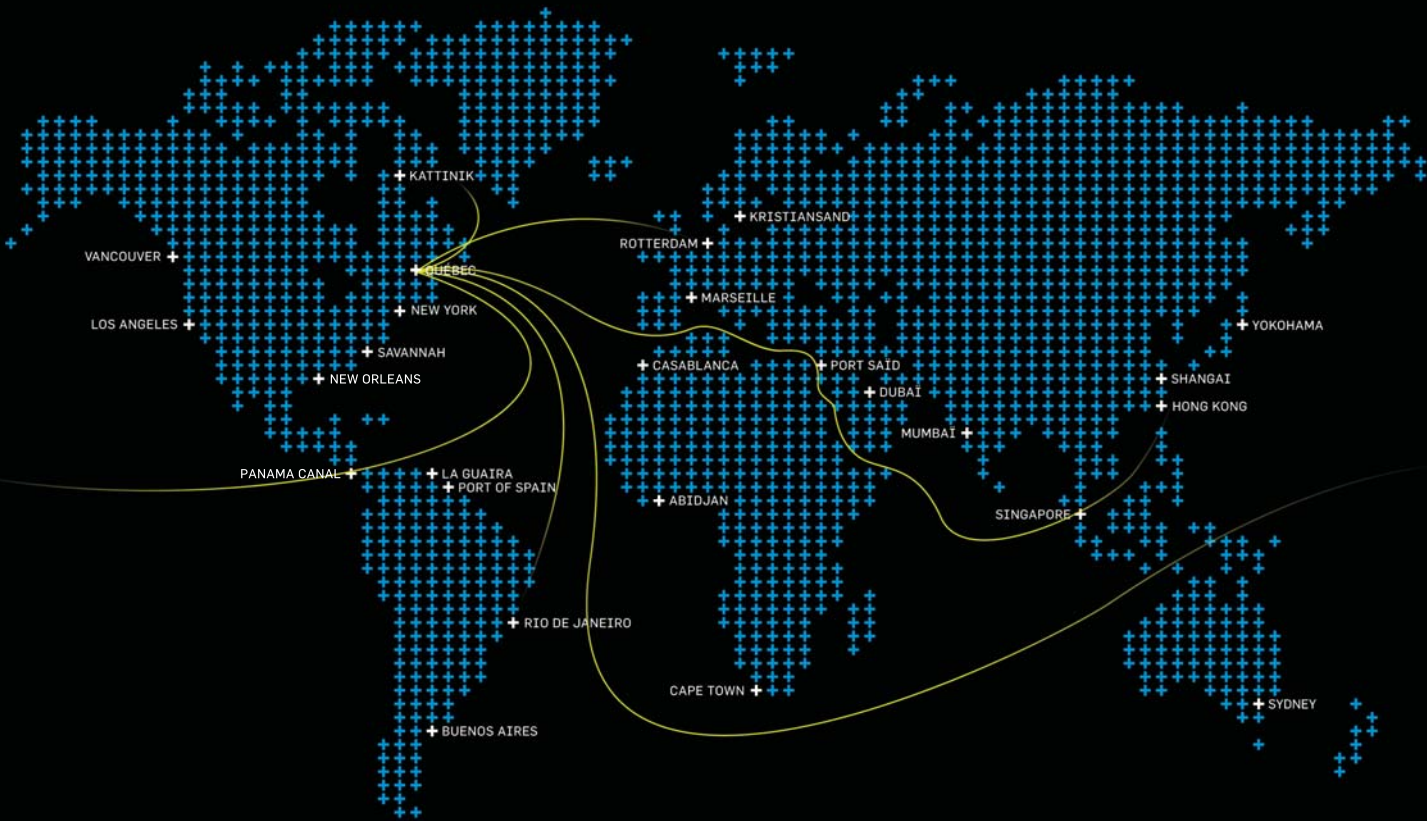 KATTINIK
KRISTIANSAND
ROTTERDAM
VANCOUVER
QUÉBEC
MARSEILLE
NEW YORK
LOS ANGELES
YOKOHAMA
SAVANNAH
CASABLANCA
PORT SAÏD
NEW ORLEANS
SHANGAI
DUBAÏ
HONG KONG
MUMBAÏ
PANAMA CANAL
LA GUAIRA
PORT OF SPAIN
ABIDJAN
SINGAPORE
RIO DE JANEIRO
CAPE TOWN
SYDNEY
BUENOS AIRES